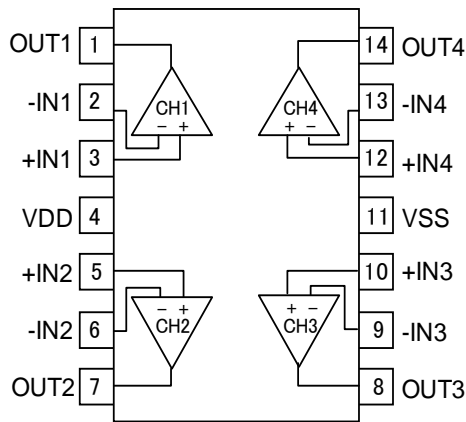 OUT1 1 14 OUT4
-IN1 2 CH1 CH4 13 -IN4
- + + -
+IN1 3 12 +IN4
VDD 4 11 VSS
+IN2 5 10 +IN3
- + + -
-IN2 6 CH2 CH3 9 -IN3
OUT2 7 8 OUT3